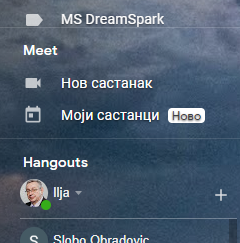 MS DreamSpark
Meet
Нов састанак
Моји састанци Ново
Hangouts
Ilja
Slobo Obradovic